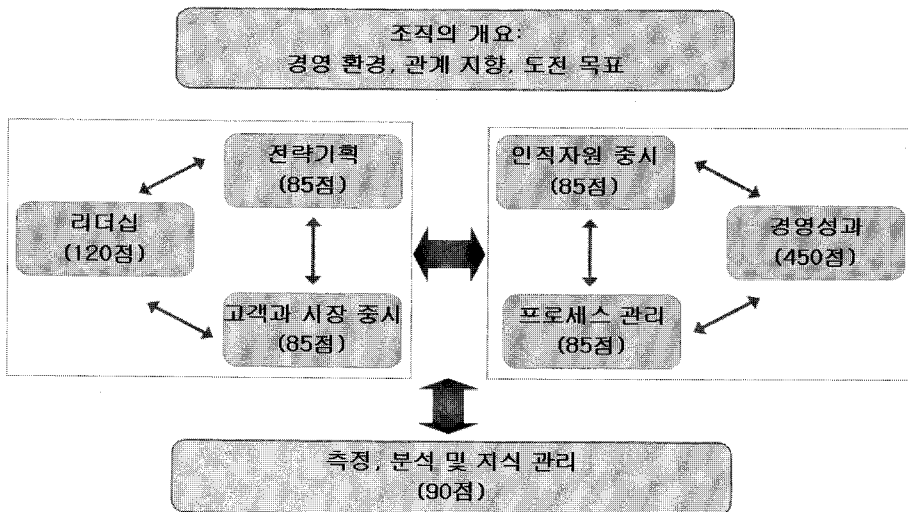 조직의 개요:
경영 환경, 관계 지향, 도전 목표
전략기획
(85점)
리더십
(120점)
고객과 시장 중시
(85점)
인적자원 중시
(85점)
경영성과
(450점)
프로세스 관리
(85점)
측정, 분석 및 지식 관리
(90점)